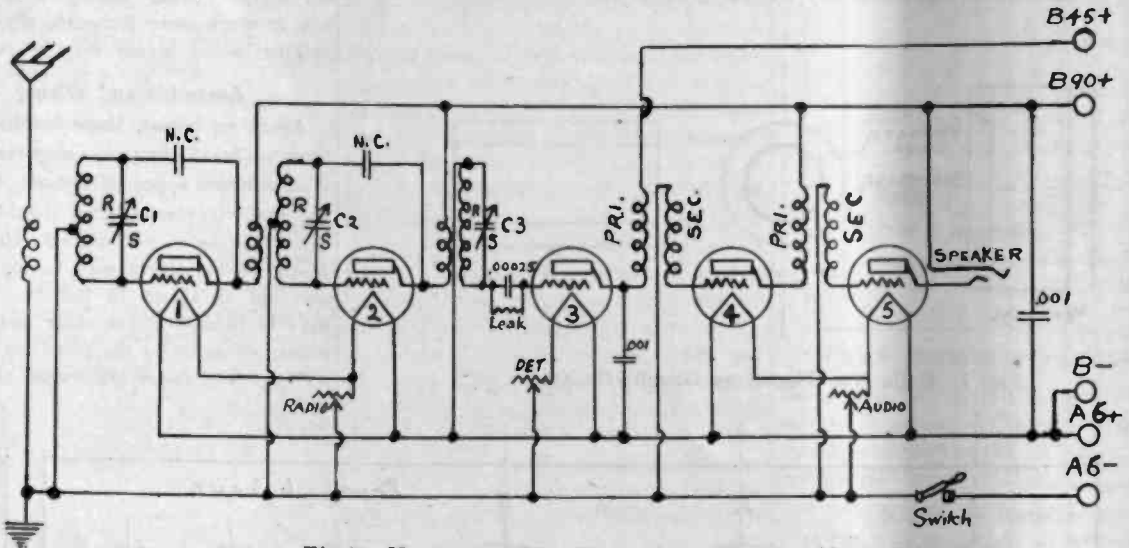 B45+
B90+
N.C.
N.C.
R C1
S
R C2
S
R C3
S
PRI.
SEC.
PRI.
SEC
.00025
Leak
1
2
3
4
5
SPEAKER
.001
.001
DET
RADIO
AUDIO
B-
A6+
A6-
Switch